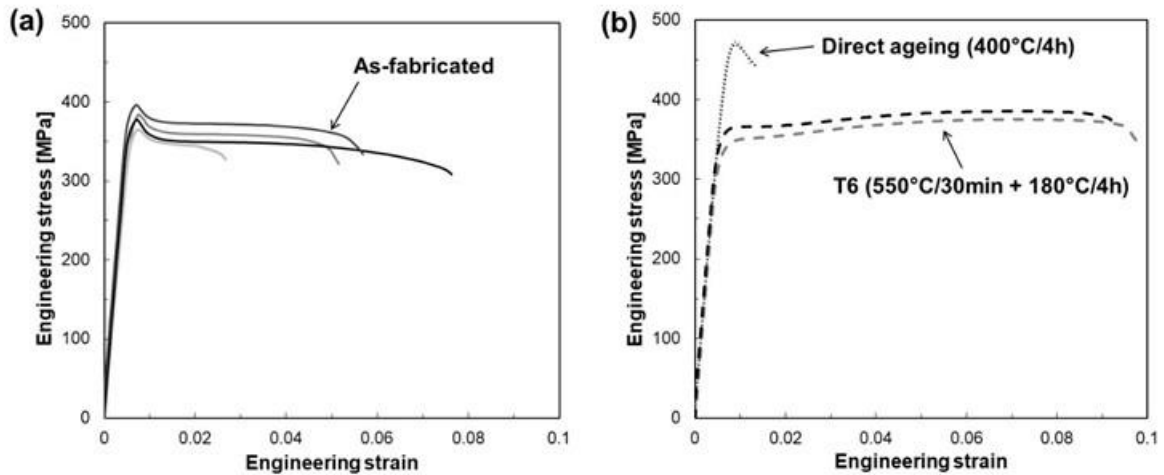 (a)
500
400
300
200
100
0
Engineering stress [MPa]
As-fabricated
0 0.02 0.04 0.06 0.08 0.1
Engineering strain
(b)
500
400
300
200
100
0
Engineering stress [MPa]
Direct ageing (400°C/4h)
T6 (550°C/30min + 180°C/4h)
0 0.02 0.04 0.06 0.08 0.1
Engineering strain